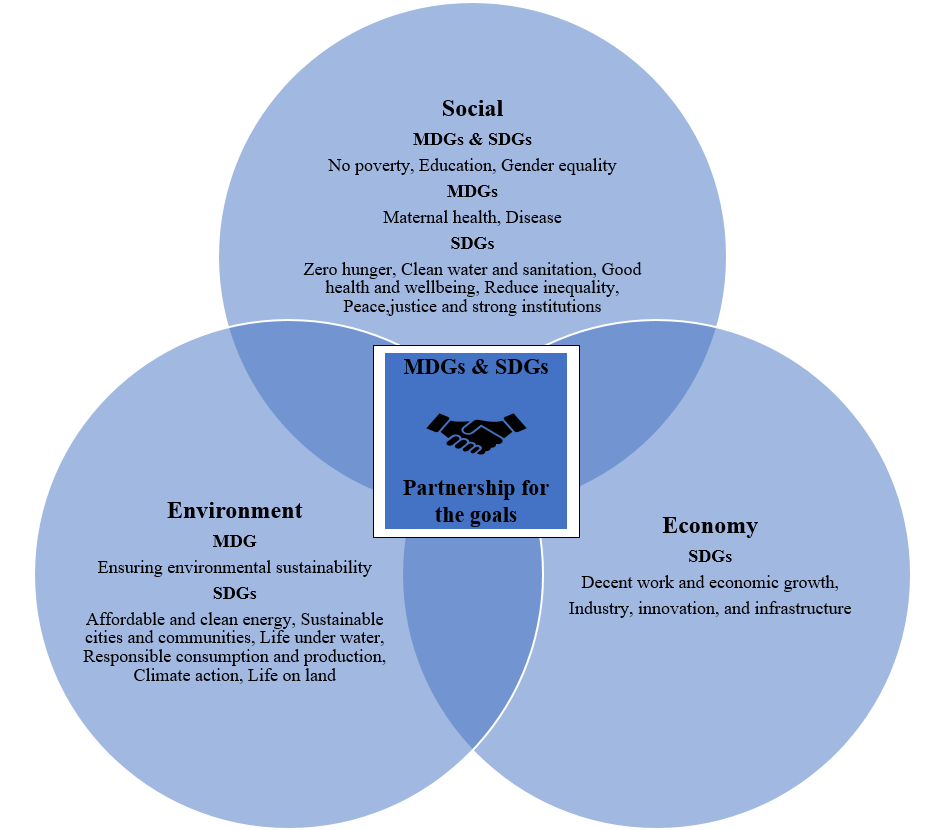 Social
MDGs & SDGs
No poverty, Education, Gender equality
MDGs
Maternal health, Disease
SDGs
Zero hunger, Clean water and sanitation, Good
health and wellbeing, Reduce inequality,
Peace,justice and strong institutions
MDGs & SDGs
Partnership for
the goals
Environment
MDG
Ensuring environmental sustainability
SDGs
Affordable and clean energy, Sustainable
cities and communities, Life under water,
Responsible consumption and production,
Climate action, Life on land
Economy
SDGs
Decent work and economic growth,
Industry, innovation, and infrastructure